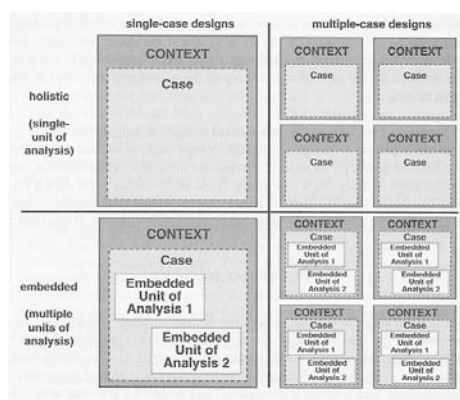 single-case designs
multiple-case designs
CONTEXT
Case
CONTEXT
Case
CONTEXT
Case
holistic
(single-
unit of
analysis)
CONTEXT
Case
CONTEXT
Case
CONTEXT
Case
Embedded
Unit of
Analysis 1
Embedded
Unit of
Analysis 2
CONTEXT
Case
Embedded
Unit of
Analysis 1
Embedded
Unit of
Analysis 2
CONTEXT
Case
Embedded
Unit of
Analysis 1
Embedded
Unit of
Analysis 2
embedded
(multiple
units of
analysis)
CONTEXT
Case
Embedded
Unit of
Analysis 1
Embedded
Unit of
Analysis 2
CONTEXT
Case
Embedded
Unit of
Analysis 1
Embedded
Unit of
Analysis 2